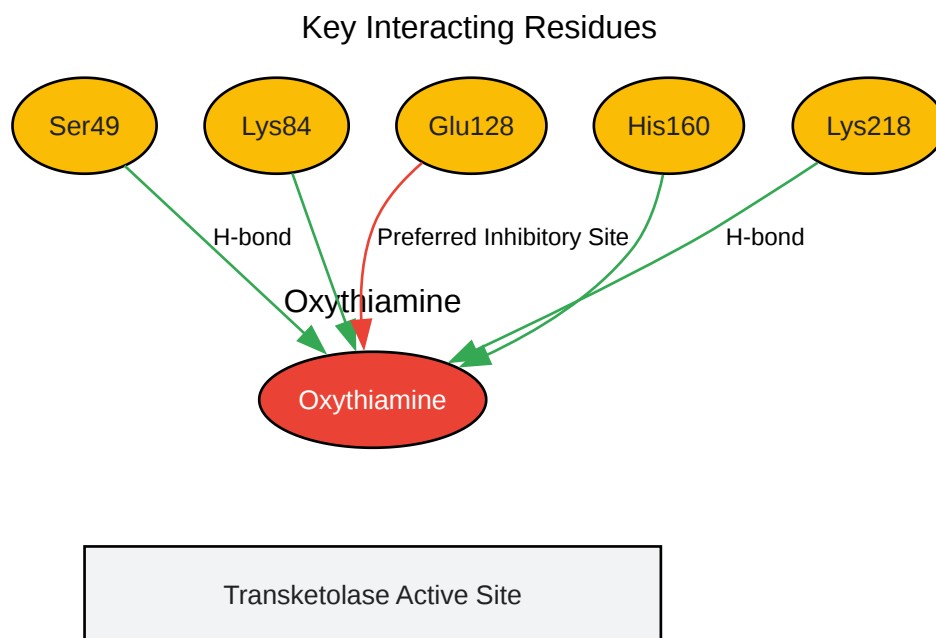 Key Interacting Residues
Ser49
Lys84
Glu128
His160
Lys218
H-bond
Preferred Inhibitory Site
H-bond
Oxythiamine
Oxythiamine
Transketolase Active Site